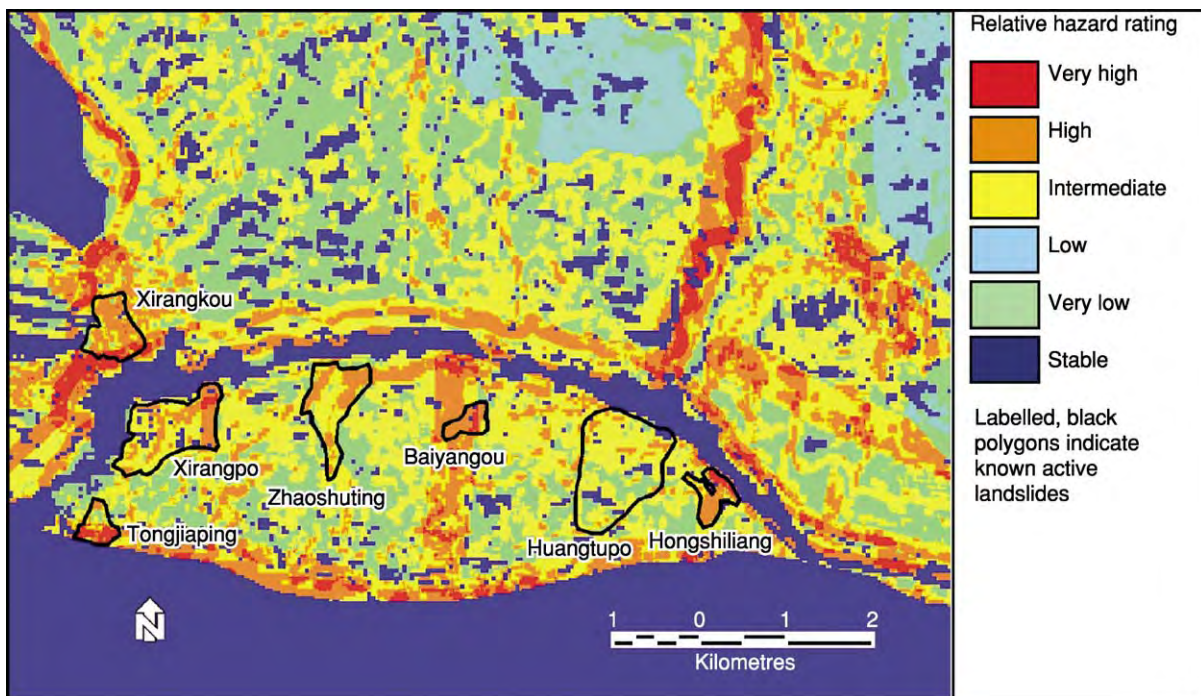 Relative hazard rating
Very high
High
Intermediate
Low
Very low
Stable
Labelled, black
polygons indicate
known active
landslides
Xirangkou
Xirangpo
Zhaoshuting
Baiyangou
Tongjiaping
Huangtupo
Hongshiliang
N
1 0 1 2
Kilometres